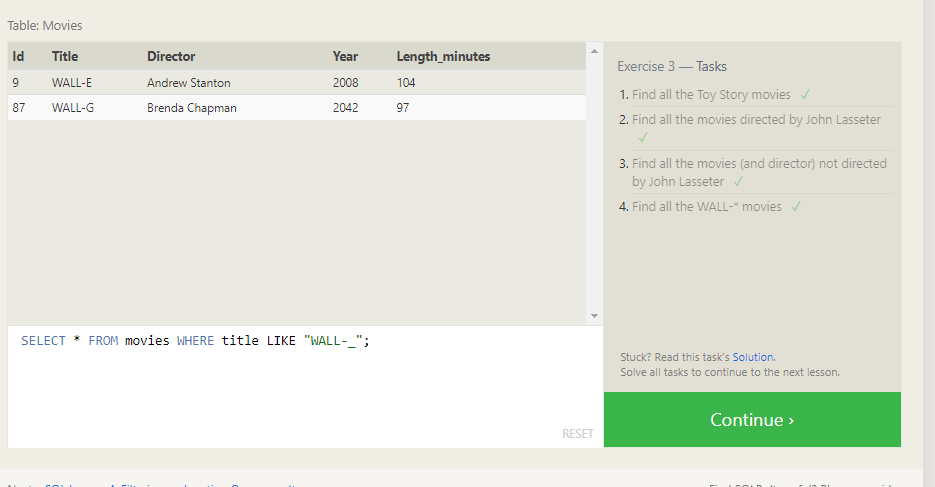 Table: Movies
Id Title Director Year Length_minutes
9 WALL-E Andrew Stanton 2008 104
87 WALL-G Brenda Chapman 2042 97
SELECT * FROM movies WHERE title LIKE "WALL-_";
RESET
Exercise 3 — Tasks
1. Find all the Toy Story movies ✓
2. Find all the movies directed by John Lasseter
✓
3. Find all the movies (and director) not directed
by John Lasseter ✓
4. Find all the WALL-* movies ✓
Stuck? Read this task's Solution.
Solve all tasks to continue to the next lesson.
Continue ›